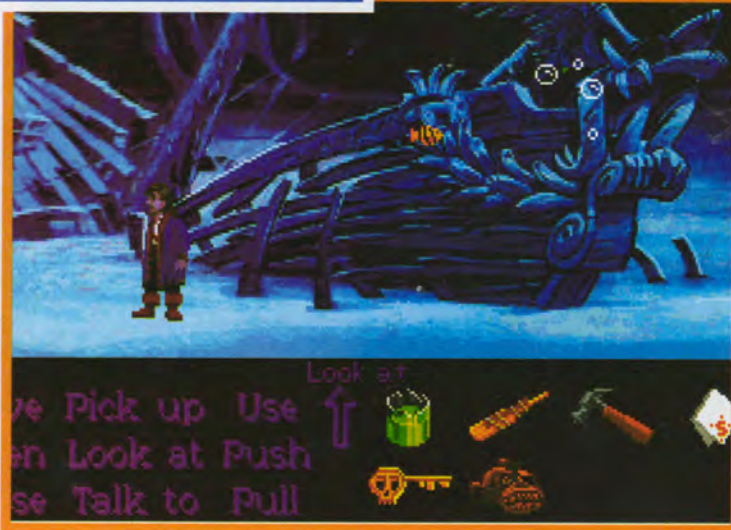 Look at
ve Pick up Use
en Look at Push
se Talk to Pull
$